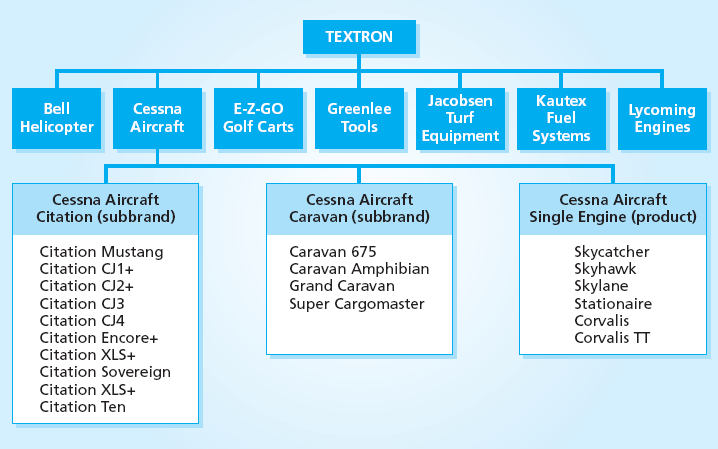 TEXTRON
Bell
Helicopter
Cessna
Aircraft
E-Z-GO
Golf Carts
Greenlee
Tools
Jacobsen
Turf
Equipment
Kautex
Fuel
Systems
Lycoming
Engines
Cessna Aircraft
Citation (subbrand)
Citation Mustang
Citation CJ1+
Citation CJ2+
Citation CJ3
Citation CJ4
Citation Encore+
Citation XLS+
Citation Sovereign
Citation XLS+
Citation Ten
Cessna Aircraft
Caravan (subbrand)
Caravan 675
Caravan Amphibian
Grand Caravan
Super Cargomaster
Cessna Aircraft
Single Engine (product)
Skycatcher
Skyhawk
Skylane
Stationaire
Corvalis
Corvalis TT